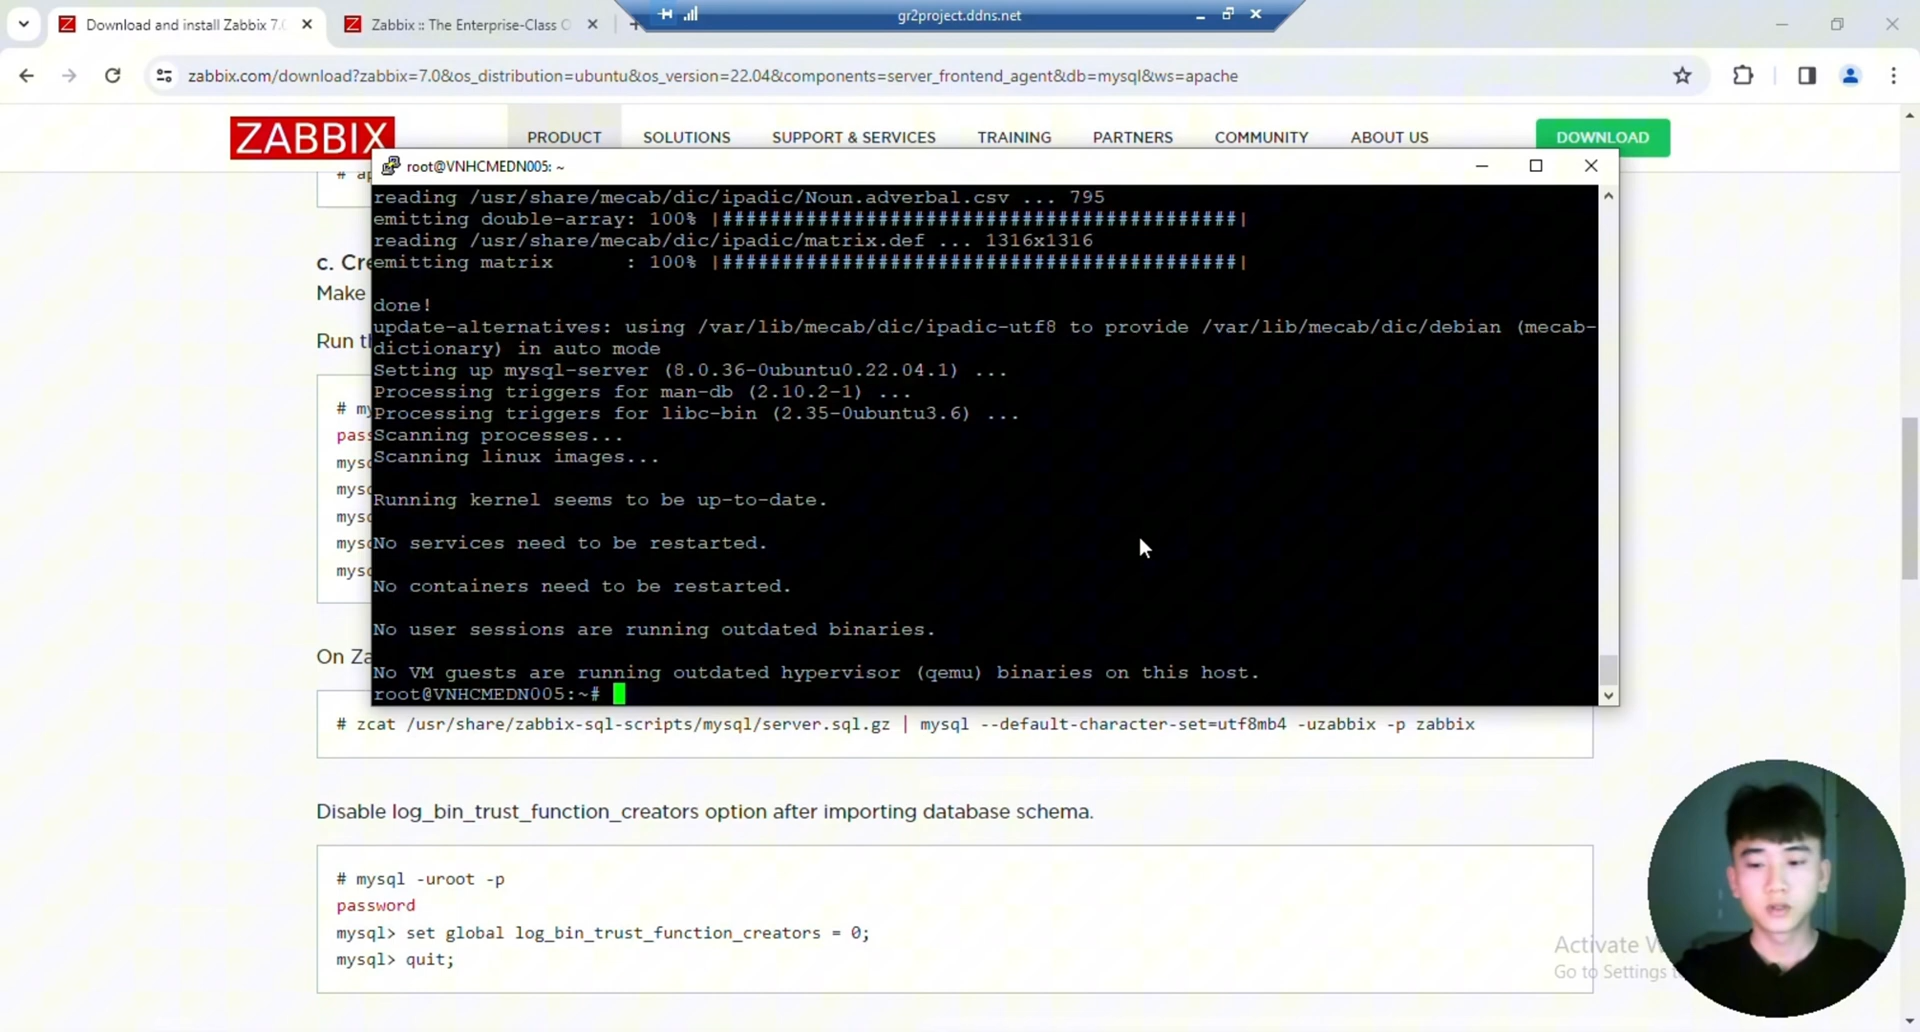 Download and install Zabbix 7.0
Zabbix :: The Enterprise-Class O
gr2project.ddns.net
zabbix.com/download?zabbix=7.0&os_distribution=ubuntu&os_version=22.04&components=server_frontend_agent&db=mysql&ws=apache
ZABBIX
PRODUCT SOLUTIONS SUPPORT & SERVICES TRAINING PARTNERS COMMUNITY ABOUT US DOWNLOAD
root@VNHCMEDN005: ~
# ap
reading /usr/share/mecab/dic/ipadic/Noun.adverbal.csv ... 795
emitting double-array: 100% |###########################################|
reading /usr/share/mecab/dic/ipadic/matrix.def ... 1316x1316
c. Cre
emitting matrix      : 100% |###########################################|
Make
done!
update-alternatives: using /var/lib/mecab/dic/ipadic-utf8 to provide /var/lib/mecab/dic/debian (mecab-
Run th
dictionary) in auto mode
Setting up mysql-server (8.0.36-0ubuntu0.22.04.1) ...
Processing triggers for man-db (2.10.2-1) ...
# my
Processing triggers for libc-bin (2.35-0ubuntu3.6) ...
pass
Scanning processes...
mysq
Scanning linux images...
mysq
Running kernel seems to be up-to-date.
mysq
mysq
No services need to be restarted.
mysq
No containers need to be restarted.
No user sessions are running outdated binaries.
On Za
No VM guests are running outdated hypervisor (qemu) binaries on this host.
root@VNHCMEDN005:~#
# zcat /usr/share/zabbix-sql-scripts/mysql/server.sql.gz | mysql --default-character-set=utf8mb4 -uzabbix -p zabbix
Disable log_bin_trust_function_creators option after importing database schema.
# mysql -uroot -p
password
mysql> set global log_bin_trust_function_creators = 0;
mysql> quit;
Activate W
Go to Settings t